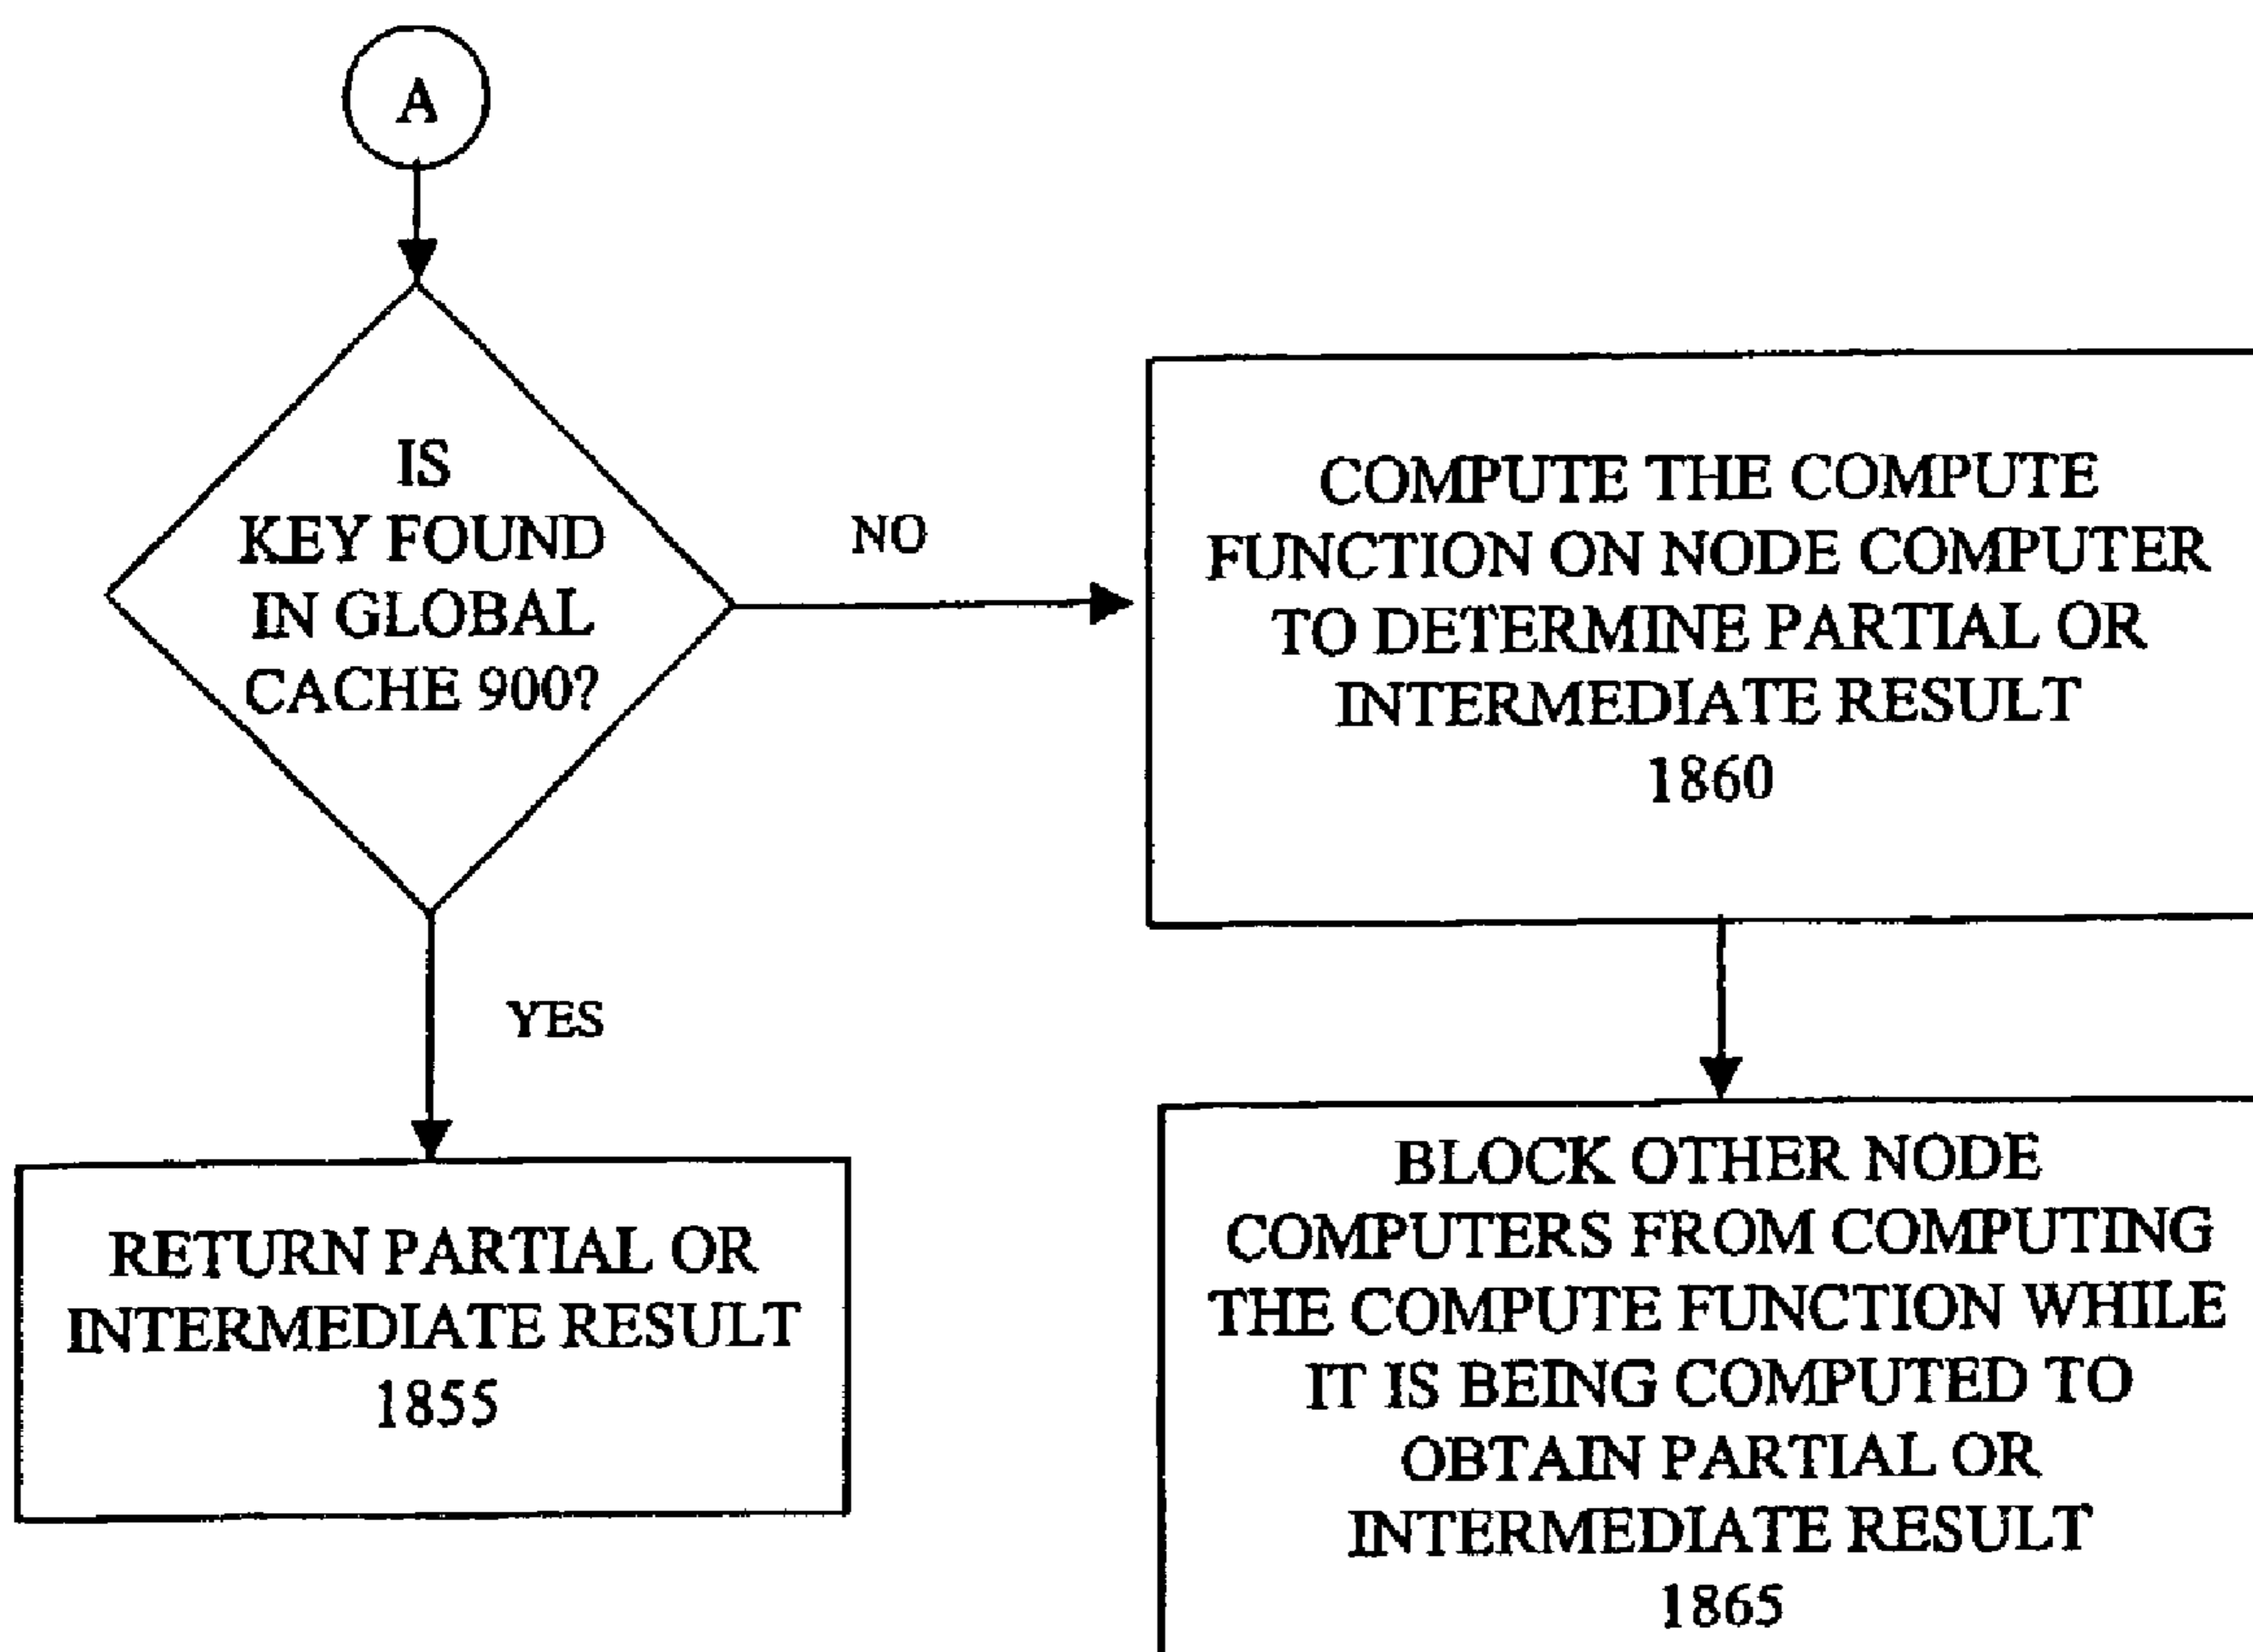 A
IS
KEY FOUND
IN GLOBAL
CACHE 900?
NO
COMPUTE THE COMPUTE
FUNCTION ON NODE COMPUTER
TO DETERMINE PARTIAL OR
INTERMEDIATE RESULT
1860
YES
RETURN PARTIAL OR
INTERMEDIATE RESULT
1855
BLOCK OTHER NODE
COMPUTERS FROM COMPUTING
THE COMPUTE FUNCTION WHILE
IT IS BEING COMPUTED TO
OBTAIN PARTIAL OR
INTERMEDIATE RESULT
1865